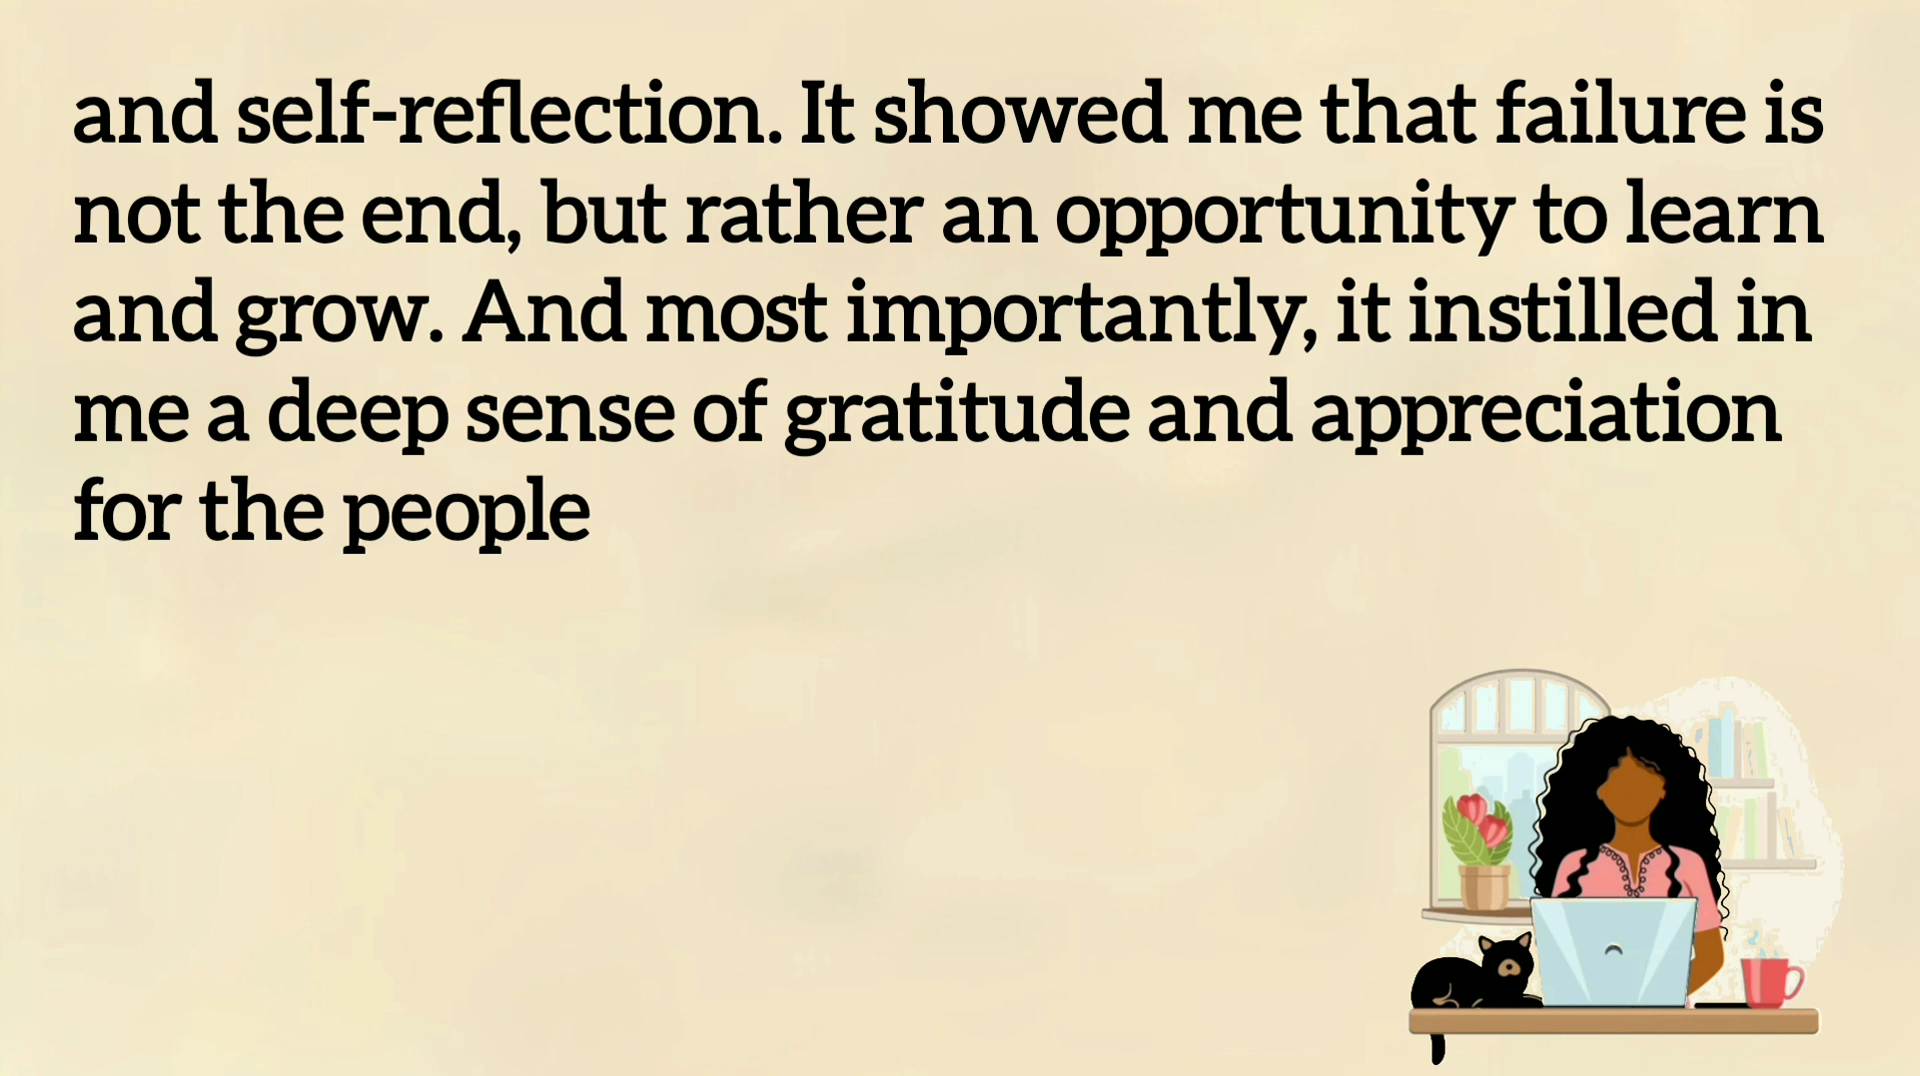 and self-reflection. It showed me that failure is
not the end, but rather an opportunity to learn
and grow. And most importantly, it instilled in
me a deep sense of gratitude and appreciation
for the people